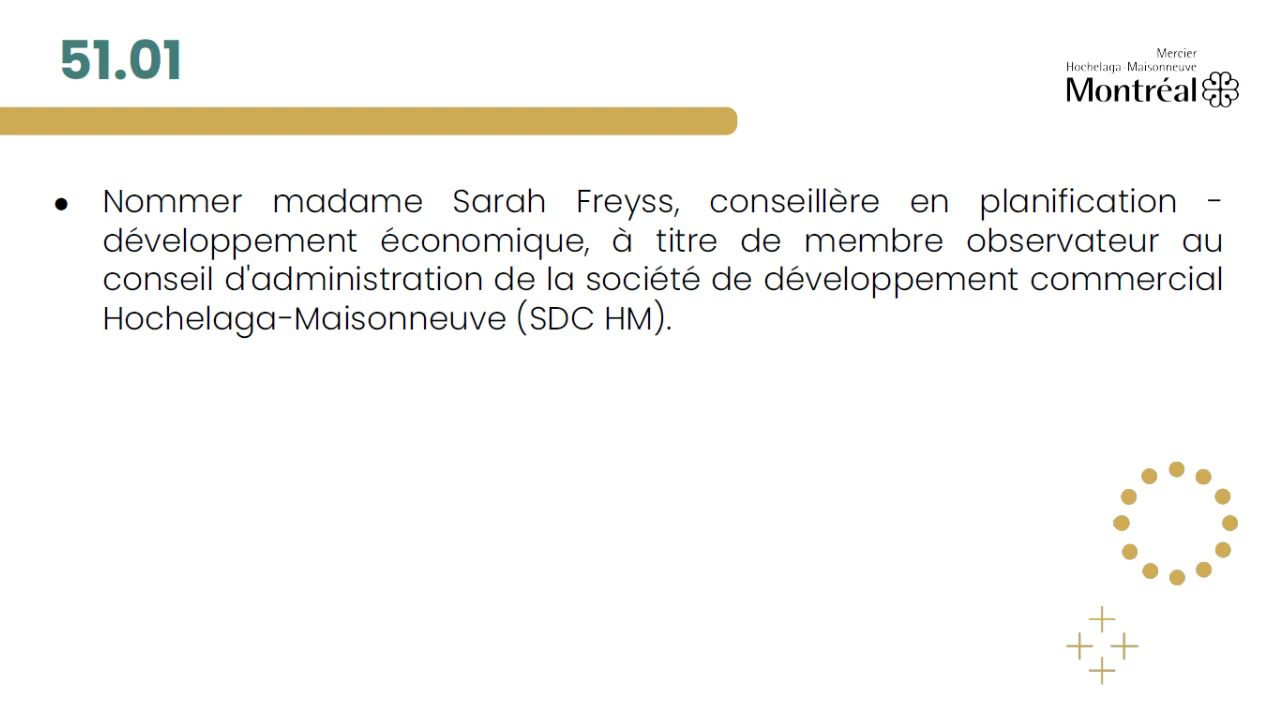 51.01
Mercier
Hochelaga-Maisonneuve
Montréal
● Nommer madame Sarah Freyss, conseillère en planification -
développement économique, à titre de membre observateur au
conseil d'administration de la société de développement commercial
Hochelaga-Maisonneuve (SDC HM).